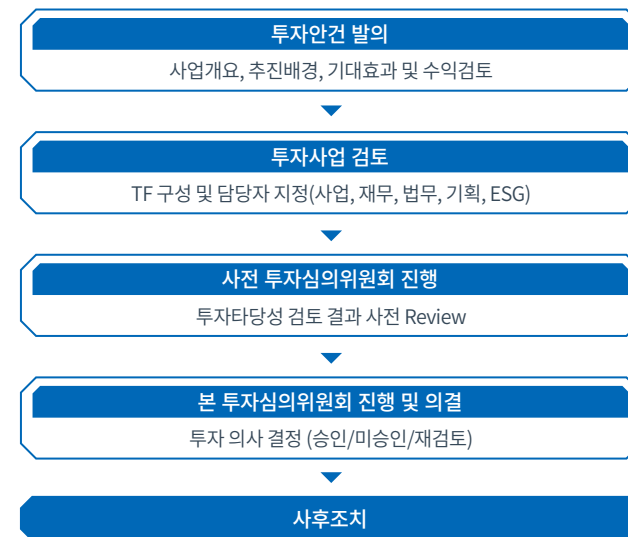 투자안건 발의
사업개요, 추진배경, 기대효과 및 수익검토
투자사업 검토
TF 구성 및 담당자 지정(사업, 재무, 법무, 기획, ESG)
사전 투자심의위원회 진행
투자타당성 검토 결과 사전 Review
본 투자심의위원회 진행 및 의결
투자 의사 결정 (승인/미승인/재검토)
사후조치